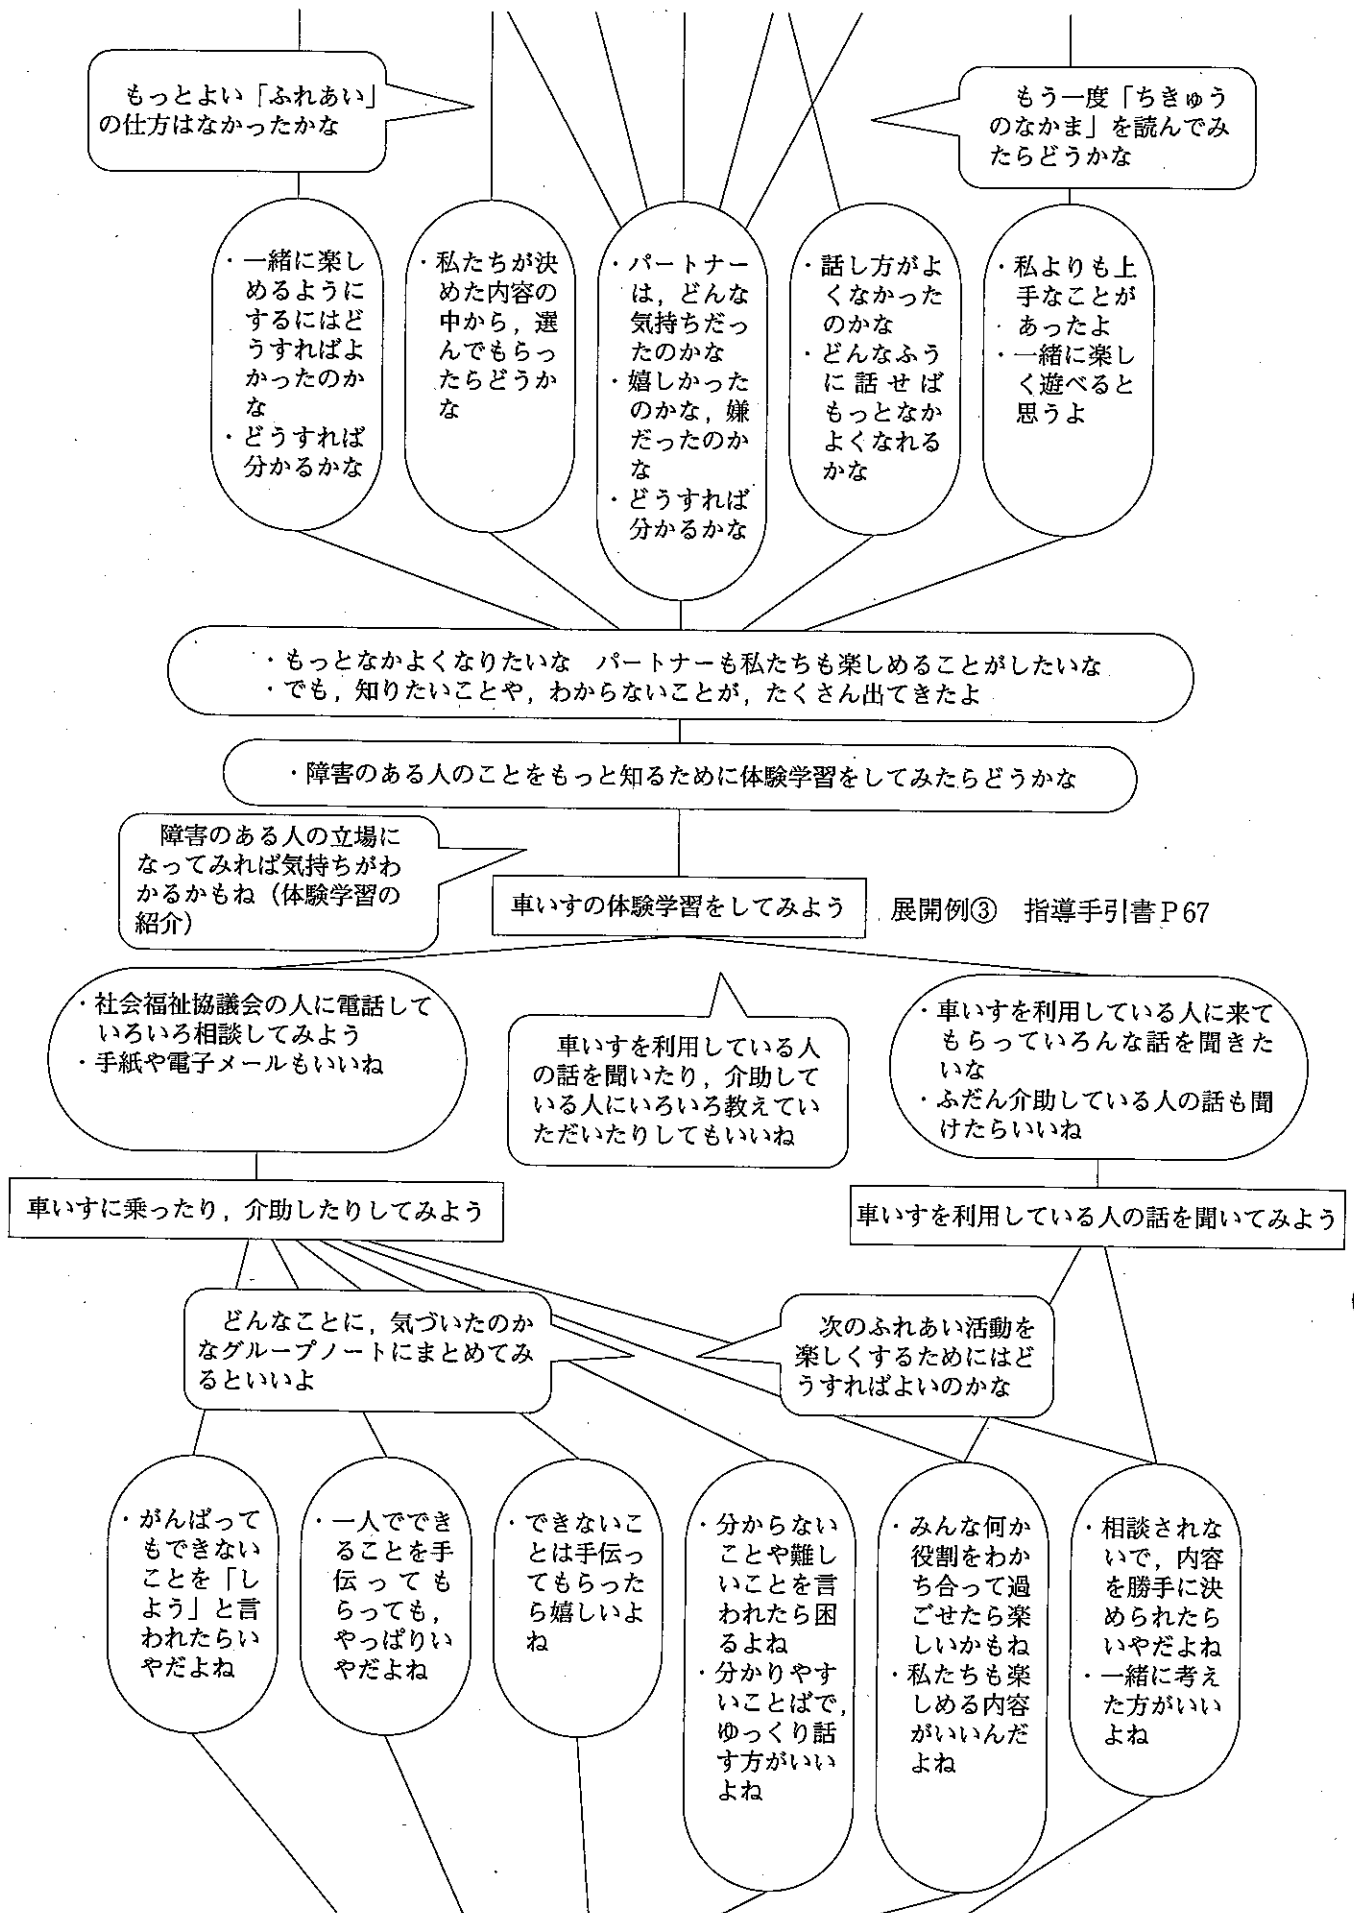 もっとよい「ふれあい」
の仕方はなかったかな
もう一度「ちきゅう
のなかま」を読んでみ
たらどうかな
・一緒に楽し
めるように
するにはど
うすればよ
かったのか
な
・どうすれば
分かるかな
・私たちが決
めた内容の
中から，選
んでもらっ
たらどうか
な
・パートナー
は，どんな
気持ちだっ
たのかな
・嬉しかった
のかな，嫌
だったのか
な
・どうすれば
分かるかな
・話し方がよ
くなかった
のかな
・どんなふう
に話せば
もっとなか
よくなれる
かな
・私よりも上
手なことが
あったよ
・一緒に楽し
く遊べると
思うよ
・もっとなかよくなりたいな　パートナーも私たちも楽しめることがしたいな
・でも，知りたいことや，わからないことが，たくさん出てきたよ
・障害のある人のことをもっと知るために体験学習をしてみたらどうかな
障害のある人の立場に
なってみれば気持ちがわ
かるかもね（体験学習の
紹介）
車いすの体験学習をしてみよう
展開例③　指導手引書Ｐ67
・社会福祉協議会の人に電話して
いろいろ相談してみよう
・手紙や電子メールもいいね
車いすを利用している人
の話を聞いたり，介助して
いる人にいろいろ教えてい
ただいたりしてもいいね
・車いすを利用している人に来て
もらっていろんな話を聞きた
いな
・ふだん介助している人の話も聞
けたらいいね
車いすに乗ったり，介助したりしてみよう
車いすを利用している人の話を聞いてみよう
どんなことに，気づいたのか
なグループノートにまとめてみ
るといいよ
次のふれあい活動を
楽しくするためにはど
うすればよいのかな
・がんばって
もできない
ことを「し
よう」と言
われたらい
やだよね
・一人ででき
ることを手
伝っても
らっても，
やっぱりい
やだよね
・できないこ
とは手伝っ
てもらった
ら嬉しいよ
ね
・分からない
ことや難し
いことを言
われたら困
るよね
・分かりやす
いことばで，
ゆっくり話
す方がいい
よね
・みんな何か
役割をわか
ち合って過
ごせたら楽
しいかもね
・私たちも楽
しめる内容
がいいんだ
よね
・相談されな
いで，内容
を勝手に決
められたら
いやだよね
・一緒に考え
た方がいい
よね